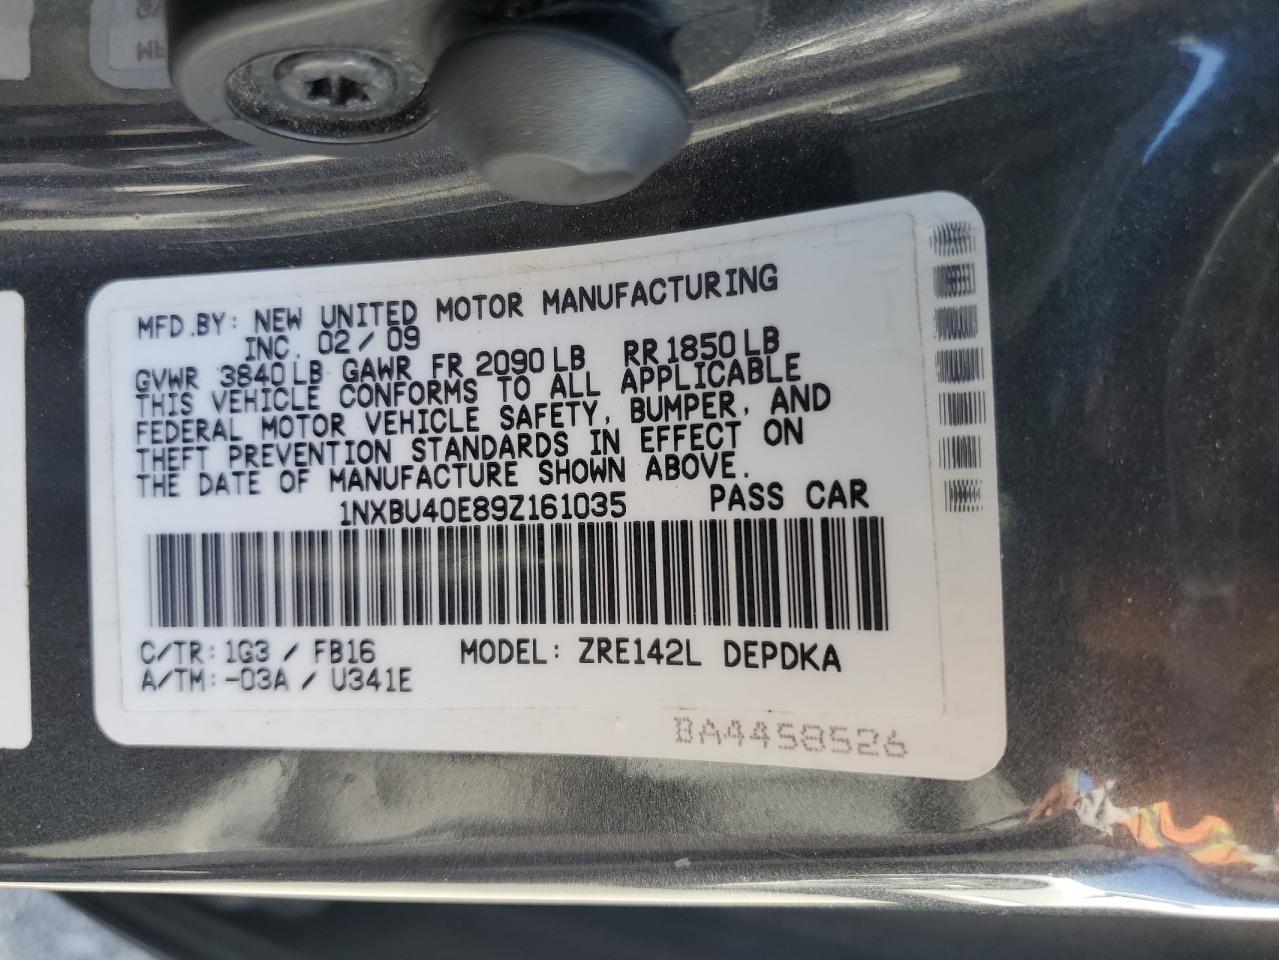 MFD.BY: NEW UNITED MOTOR MANUFACTURING
INC. 02/09
GVWR 3840LB GAWR FR 2090LB RR1850LB
THIS VEHICLE CONFORMS TO ALL APPLICABLE
FEDERAL MOTOR VEHICLE SAFETY, BUMPER, AND
THEFT PREVENTION STANDARDS IN EFFECT ON
THE DATE OF MANUFACTURE SHOWN ABOVE.
1NXBU40E89Z161035 PASS CAR
C/TR: 1G3 / FB16 MODEL: ZRE142L DEPDKA
A/TM:-03A / U341E
BA4458526